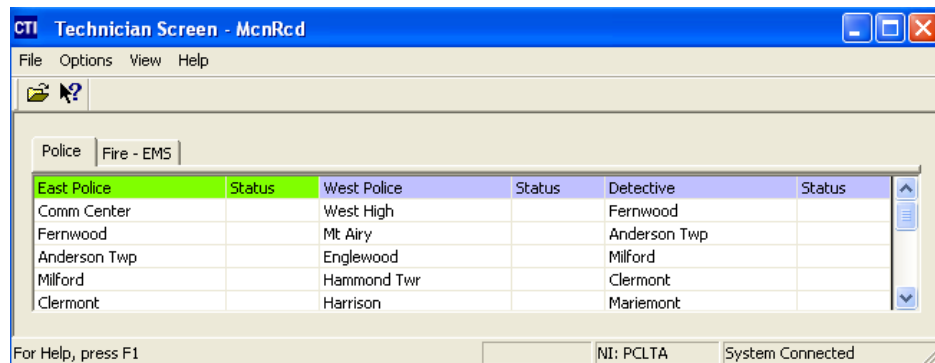 CTI Technician Screen - McnRcd
File Options View Help
Police Fire - EMS
East Police Status West Police Status Detective Status
Comm Center West High Fernwood
Fernwood Mt Airy Anderson Twp
Anderson Twp Englewood Milford
Milford Hammond Twr Clermont
Clermont Harrison Mariemont
For Help, press F1 NI: PCLTA System Connected